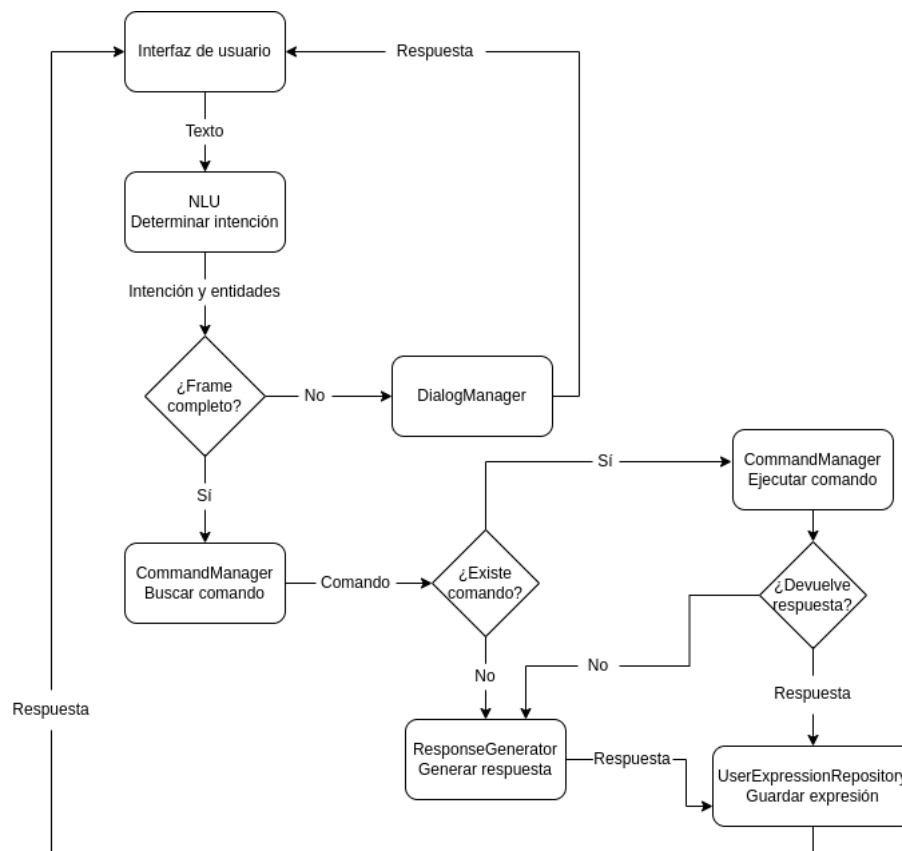 Interfaz de usuario
Respuesta
Texto
NLU
Determinar intención
Intención y entidades
¿Frame
completo?
No
DialogManager
Sí
CommandManager
Ejecutar comando
Sí
CommandManager
Buscar comando
Comando
¿Existe
comando?
¿Devuelve
respuesta?
No
No
Respuesta
Respuesta
ResponseGenerator
Generar respuesta
Respuesta
UserExpressionRepository
Guardar expresión